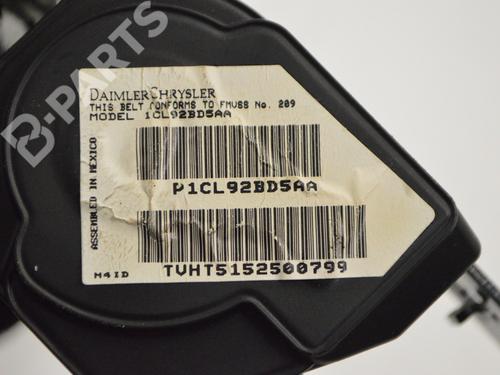 B-PARTS
DAIMLERCHRYSLER
THIS BELT CONFORMS TO FMVSS No. 209
MODEL 1CL92BD5AA
ASSEMBLED IN MEXICO
P1CL92BD5AA
TVHT5152500799
M4ID